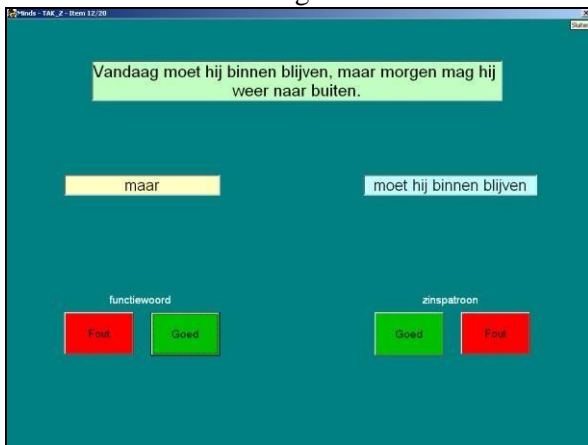 Minds - TAK_Z - Item 12/20
Sluiten
Vandaag moet hij binnen blijven, maar morgen mag hij
weer naar buiten.
maar
moet hij binnen blijven
functiewoord
zinspatroon
Fout
Goed
Goed
Fout